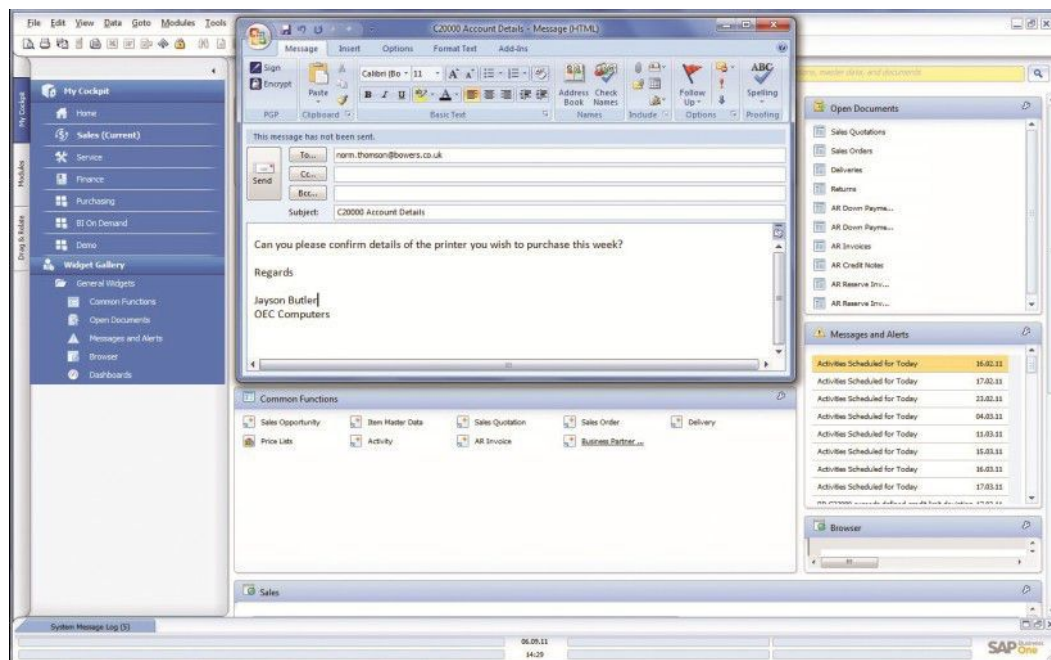 File Edit View Data Goto Modules Tools
C20000 Account Details - Message (HTML)
Message Insert Options Format Text Add-Ins
Sign
Encrypt
PGP
Paste
Clipboard
Calibri (Bo 11
B I U
Basic Text
Address Book
Check Names
Names
Include
Follow Up
Options
ABC
Spelling
Proofing
This message has not been sent.
Send
To... norm.thomson@bowers.co.uk
Cc...
Bcc...
Subject: C20000 Account Details
Can you please confirm details of the printer you wish to purchase this week?
Regards
Jayson Butler
OEC Computers
My Cockpit
Modules
Drag & Relate
My Cockpit
Home
Sales (Current)
Service
Finance
Purchasing
BI On Demand
Demo
Widget Gallery
General Widgets
Common Functions
Open Documents
Messages and Alerts
Browser
Dashboards
master data, and documents
Open Documents
Sales Quotations
Sales Orders
Deliveries
Returns
AR Down Payme...
AR Down Payme...
AR Invoices
AR Credit Notes
AR Reserve Inv...
AR Reserve Inv...
Messages and Alerts
Activities Scheduled for Today 16.02.11
Activities Scheduled for Today 17.02.11
Activities Scheduled for Today 23.02.11
Activities Scheduled for Today 04.03.11
Activities Scheduled for Today 11.03.11
Activities Scheduled for Today 15.03.11
Activities Scheduled for Today 16.03.11
Activities Scheduled for Today 17.03.11
Browser
Common Functions
Sales Opportunity Item Master Data Sales Quotation Sales Order Delivery
Price Lists Activity AR Invoice Business Partner ...
Sales
System Message Log (5)
06.09.11
14:29
SAP Business One